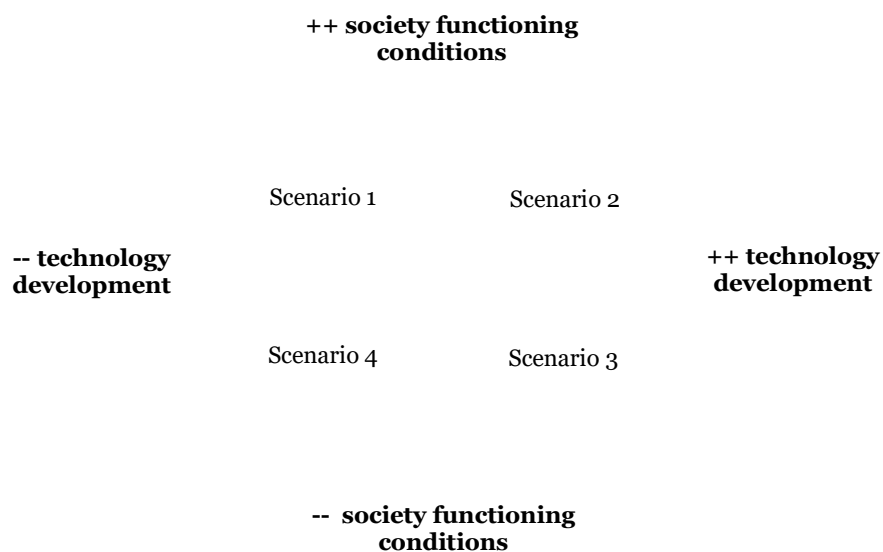 ++ society functioning
conditions
Scenario 1
Scenario 2
-- technology
development
++ technology
development
Scenario 4
Scenario 3
-- society functioning
conditions